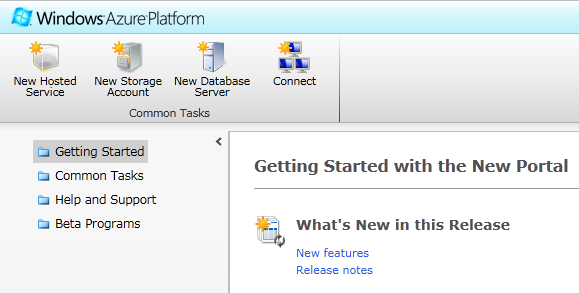 Windows Azure Platform
New Hosted Service
New Storage Account
New Database Server
Connect
Common Tasks
Getting Started
Common Tasks
Help and Support
Beta Programs
Getting Started with the New Portal
What's New in this Release
New features
Release notes